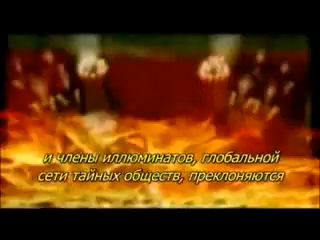 и члены иллюминатов, глобальной
сети тайных обществ, преклоняются